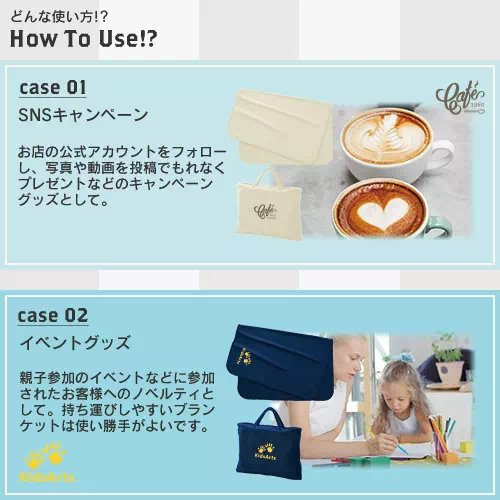 どんな使い方!?
How To Use!?
case 01
SNSキャンペーン
お店の公式アカウントをフォロー
し、写真や動画を投稿でもれなく
プレゼントなどのキャンペーン
グッズとして。
Café
1985
Café
case 02
イベントグッズ
親子参加のイベントなどに参加
されたお客様へのノベルティと
して。持ち運びしやすいブラン
ケットは使い勝手がよいです。
KidsArts
KidsArts
KidsArts